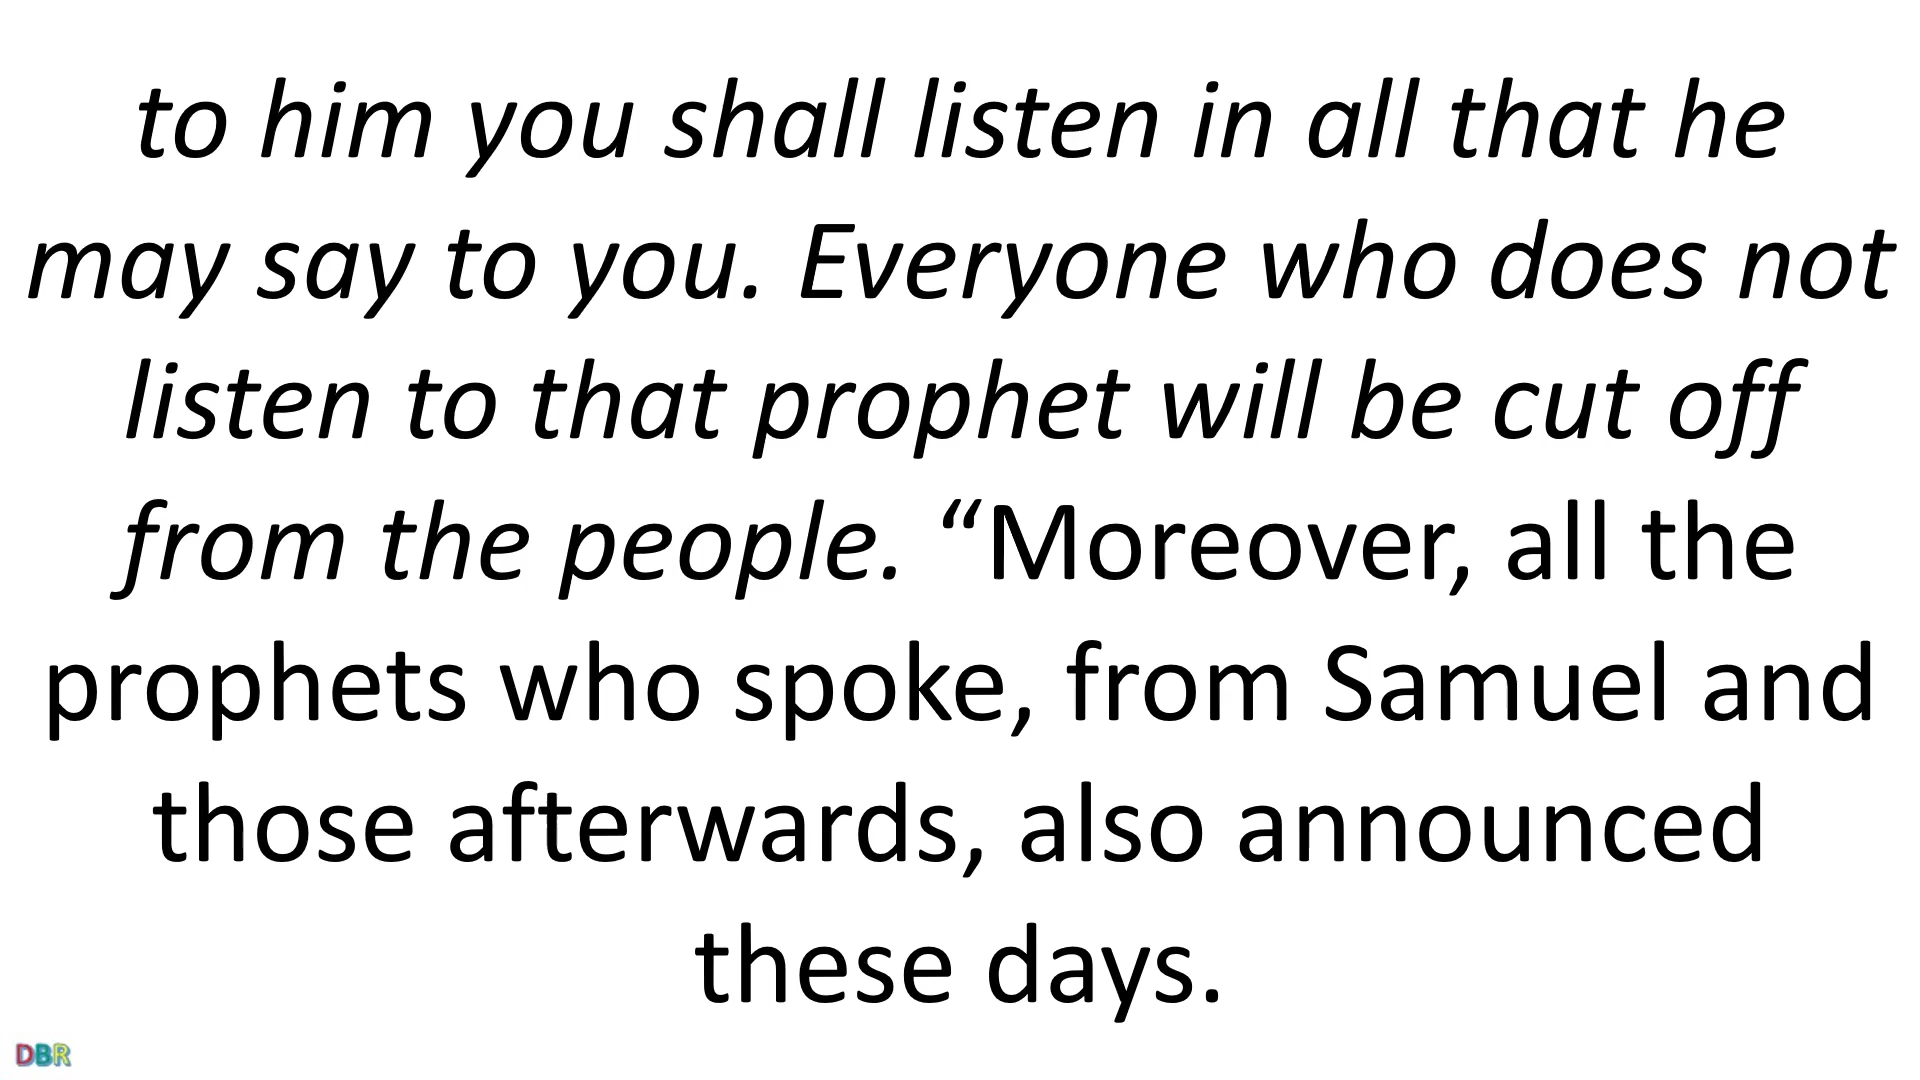 to him you shall listen in all that he
may say to you. Everyone who does not
listen to that prophet will be cut off
from the people. “Moreover, all the
prophets who spoke, from Samuel and
those afterwards, also announced
these days.
DBR